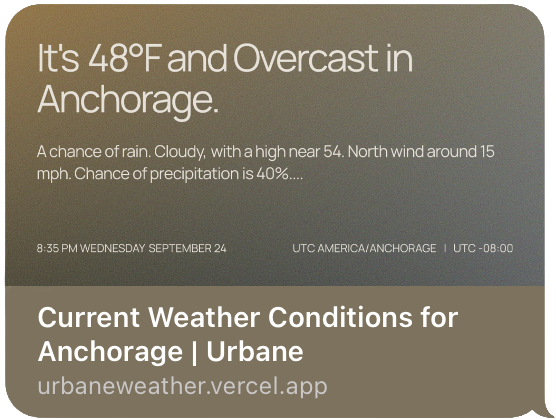 It's 48°F and Overcast in
Anchorage.
A chance of rain. Cloudy, with a high near 54. North wind around 15
mph. Chance of precipitation is 40%....
8:35 PM WEDNESDAY SEPTEMBER 24 UTC AMERICA/ANCHORAGE | UTC -08:00
Current Weather Conditions for
Anchorage | Urbane
urbaneweather.vercel.app